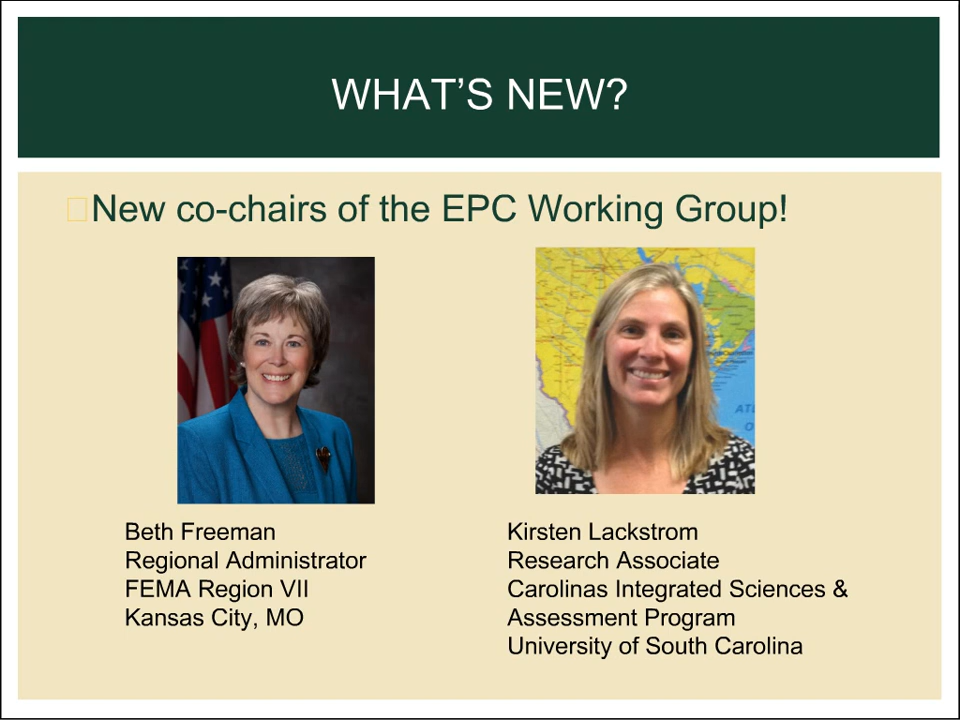 WHAT’S NEW?
New co-chairs of the EPC Working Group!
Beth Freeman
Regional Administrator
FEMA Region VII
Kansas City, MO
Kirsten Lackstrom
Research Associate
Carolinas Integrated Sciences &
Assessment Program
University of South Carolina